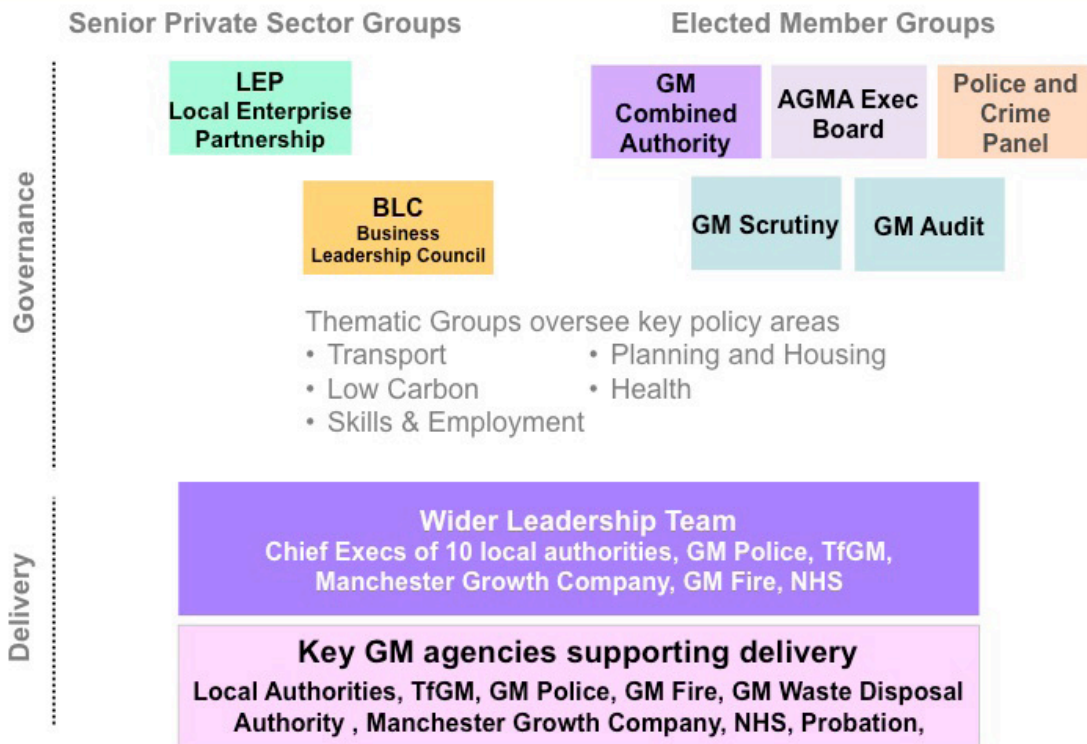 Senior Private Sector Groups
Elected Member Groups
Governance
LEP
Local Enterprise
Partnership
GM
Combined
Authority
AGMA Exec
Board
Police and
Crime
Panel
BLC
Business
Leadership Council
GM Scrutiny
GM Audit
Thematic Groups oversee key policy areas
• Transport
• Low Carbon
• Skills & Employment
• Planning and Housing
• Health
Delivery
Wider Leadership Team
Chief Execs of 10 local authorities, GM Police, TfGM,
Manchester Growth Company, GM Fire, NHS
Key GM agencies supporting delivery
Local Authorities, TfGM, GM Police, GM Fire, GM Waste Disposal
Authority , Manchester Growth Company, NHS, Probation,